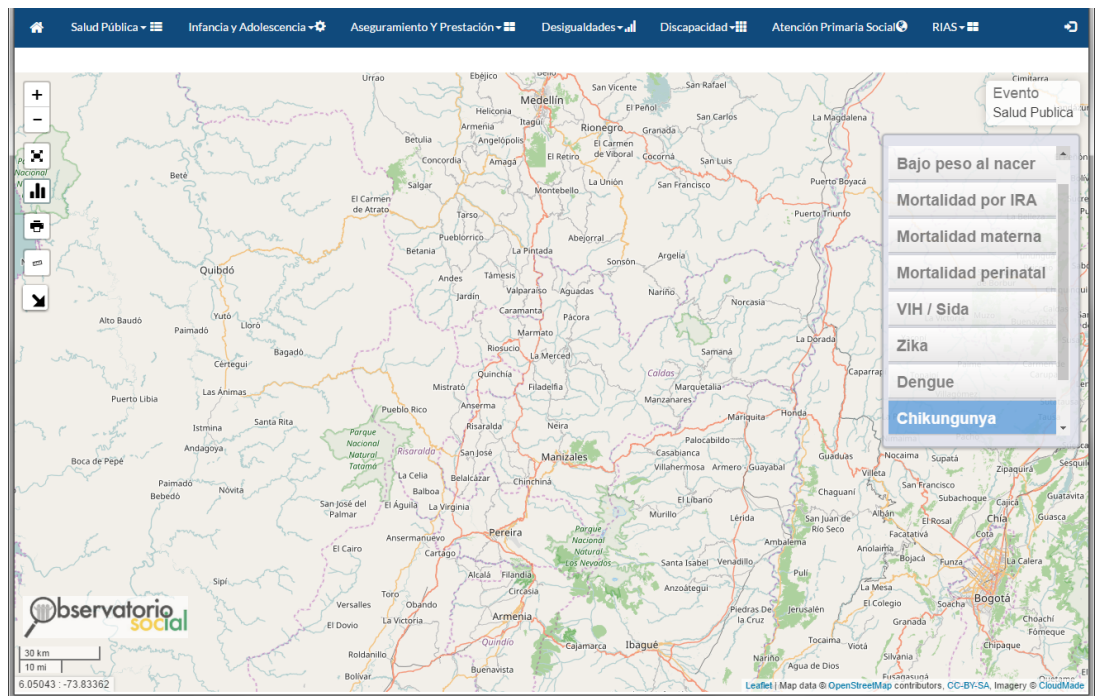 Salud Pública
Infancia y Adolescencia
Aseguramiento Y Prestación
Desigualdades
Discapacidad
Atención Primaria Social
RIAS
Evento
Salud Publica
Bajo peso al nacer
Mortalidad por IRA
Mortalidad materna
Mortalidad perinatal
VIH / Sida
Zika
Dengue
Chikungunya
+
−
Urrao
Ebéjico
San Vicente
San Rafael
Cimitarra
Medellín
El Peñol
Heliconia
Armenia
Itagüí
Rionegro
Granada
San Carlos
La Magdalena
Betulia
Angelópolis
El Carmen
de Viboral
Cocorná
San Luis
Concordia
Amagá
El Retiro
Beté
Salgar
Montebello
La Unión
San Francisco
Puerto Boyacá
El Carmen
de Atrato
Tarso
Puerto Triunfo
Pueblorrico
Abejorral
Betania
La Pintada
Sonsón
Argelia
Quibdó
Andes
Támesis
Jardín
Valparaíso
Aguadas
Nariño
Norcasia
Caramanta
Pácora
Alto Baudó
Yutó
Lloró
Paimadó
Marmato
La Dorada
Bagadó
Riosucio
La Merced
Samaná
Cértegui
Quinchía
Caldas
Caparrapí
Mistrató
Filadelfia
Marquetalia
Las Ánimas
Puerto Libia
Manzanares
Pueblo Rico
Anserma
Mariquita
Honda
Santa Rita
Istmina
Risaralda
Neira
Parque
Nacional
Natural
Tatamá
Risaralda
San José
Palocabildo
Andagoya
Manizales
Casabianca
Guaduas
Nocaima
Supatá
Boca de Pepé
Villahermosa
Armero - Guayabal
Villeta
Zipaquirá
Sesquilé
La Celia
Belalcázar
Chinchiná
San Francisco
Paimadó
Bebedó
Nóvita
Balboa
Chaguaní
Subachoque
Cajicá
Guatavita
San José del
Palmar
El Águila
La Virginia
El Líbano
Murillo
Lérida
San Juan de
Río Seco
Albán
El Rosal
Chía
Guasca
Ansermanuevo
Pereira
Parque
Nacional
Natural
Los Nevados
Ambalema
Facatativá
Cota
El Cairo
Cartago
Anolaima
Bojacá
Funza
La Calera
Santa Isabel
Venadillo
Alcalá
Filandia
Pulí
Sipí
Anzoátegui
La Mesa
Circasia
Toro
Obando
El Colegio
Soacha
Bogotá
Versalles
Piedras De
la Cruz
Jerusalén
El Dovio
La Victoria
Armenia
Granada
Choachí
Fómeque
Quindío
Cajamarca
Ibagué
Tocaima
Viotá
Chipaque
Roldanillo
Nariño
Silvania
Buenavista
Agua de Dios
Bolívar
Fusagasugá
Observatorio
social
30 km
10 mi
6.05043 : -73.83362
Leaflet | Map data © OpenStreetMap contributors, CC-BY-SA, Imagery © CloudMade